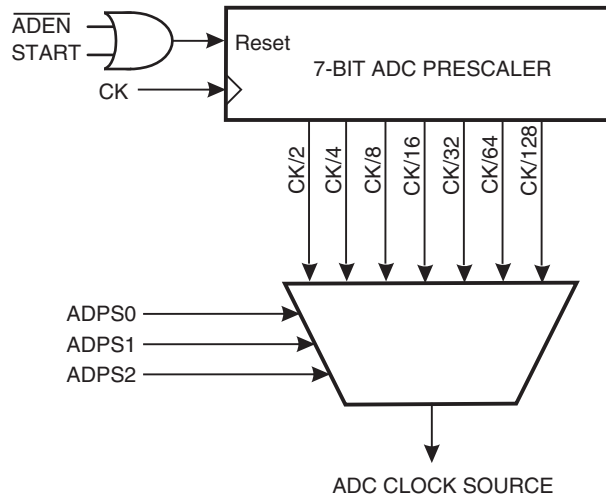 ADEN
START
Reset
7-BIT ADC PRESCALER
CK
CK/2
CK/4
CK/8
CK/16
CK/32
CK/64
CK/128
ADPS0
ADPS1
ADPS2
ADC CLOCK SOURCE